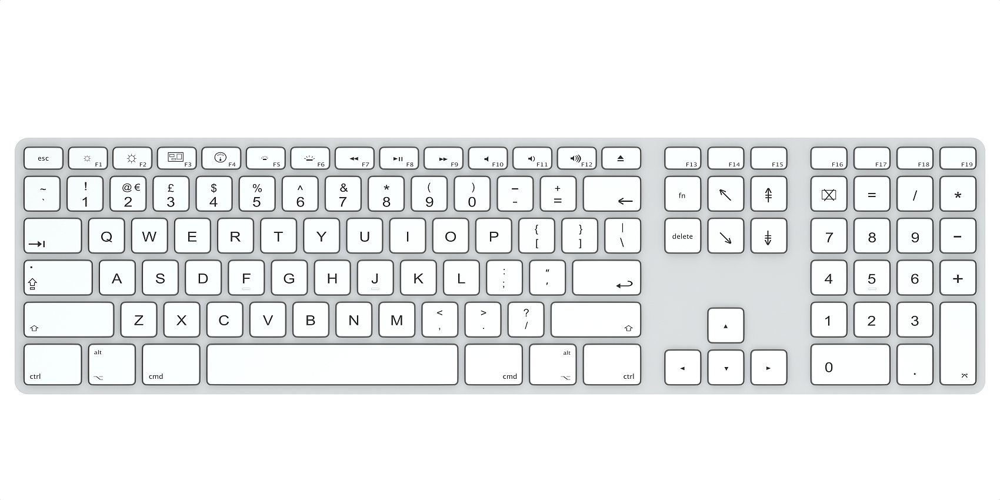 esc F1 F2 F3 F4 F5 F6 F7 F8 F9 F10 F11 F12 F13 F14 F15 F16 F17 F18 F19
~ ! @ € £ $ % ^ & * ( ) – +
` 1 2 3 4 5 6 7 8 9 0 - = fn = / *
Q W E R T Y U I O P { } |
[ ] \ delete 7 8 9 -
A S D F G H J K L : "
; ' 4 5 6 +
Z X C V B N M < > ?
, . / 1 2 3
alt alt
ctrl cmd cmd ctrl 0 .